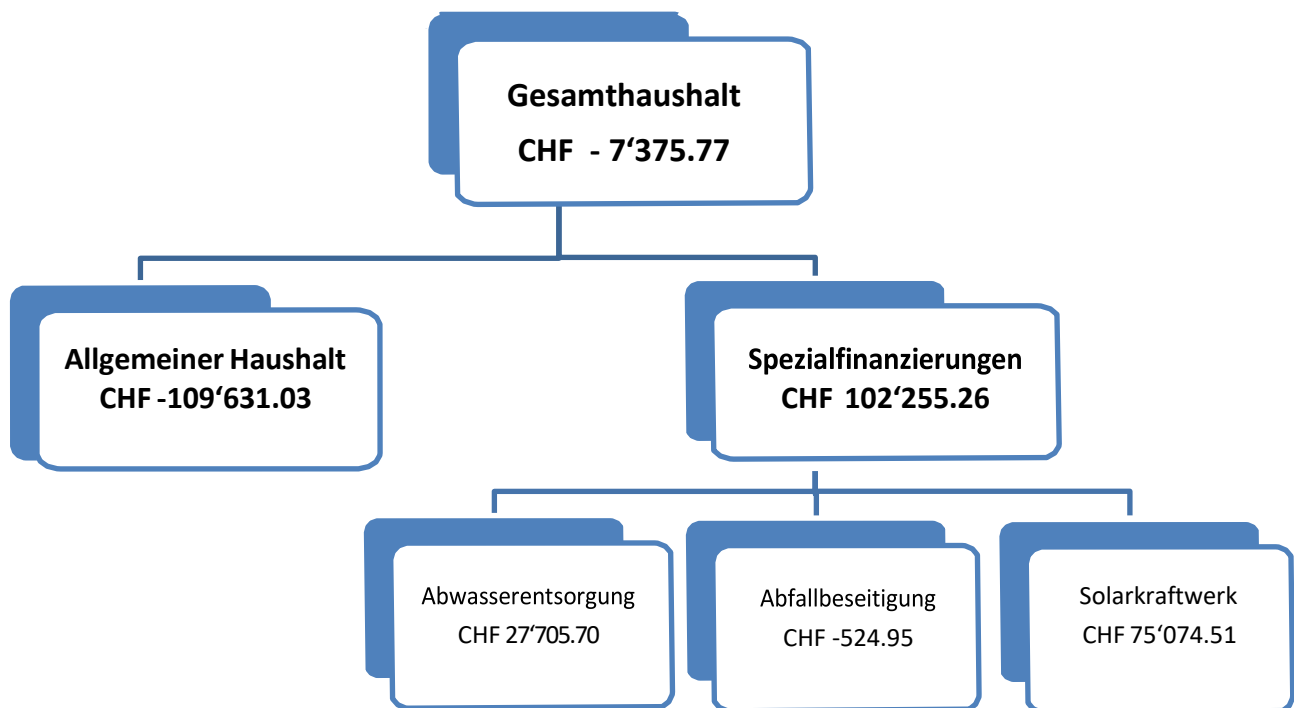 Gesamthaushalt
CHF - 7‘375.77
Allgemeiner Haushalt
CHF -109‘631.03
Spezialfinanzierungen
CHF 102‘255.26
Abwasserentsorgung
CHF 27‘705.70
Abfallbeseitigung
CHF -524.95
Solarkraftwerk
CHF 75‘074.51